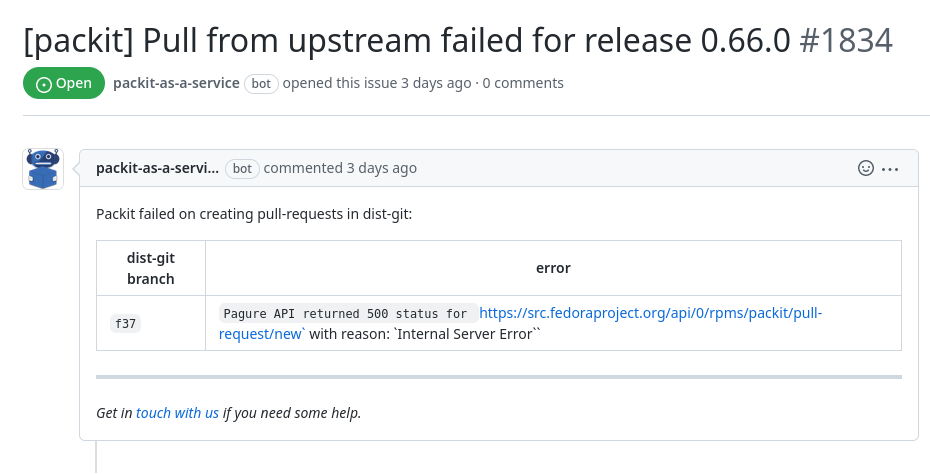 [packit] Pull from upstream failed for release 0.66.0 #1834
Open packit-as-a-service bot opened this issue 3 days ago · 0 comments
packit-as-a-servi... bot commented 3 days ago
Packit failed on creating pull-requests in dist-git:
dist-git
branch
error
f37
Pagure API returned 500 status for https://src.fedoraproject.org/api/0/rpms/packit/pull-
request/new` with reason: `Internal Server Error``
Get in touch with us if you need some help.